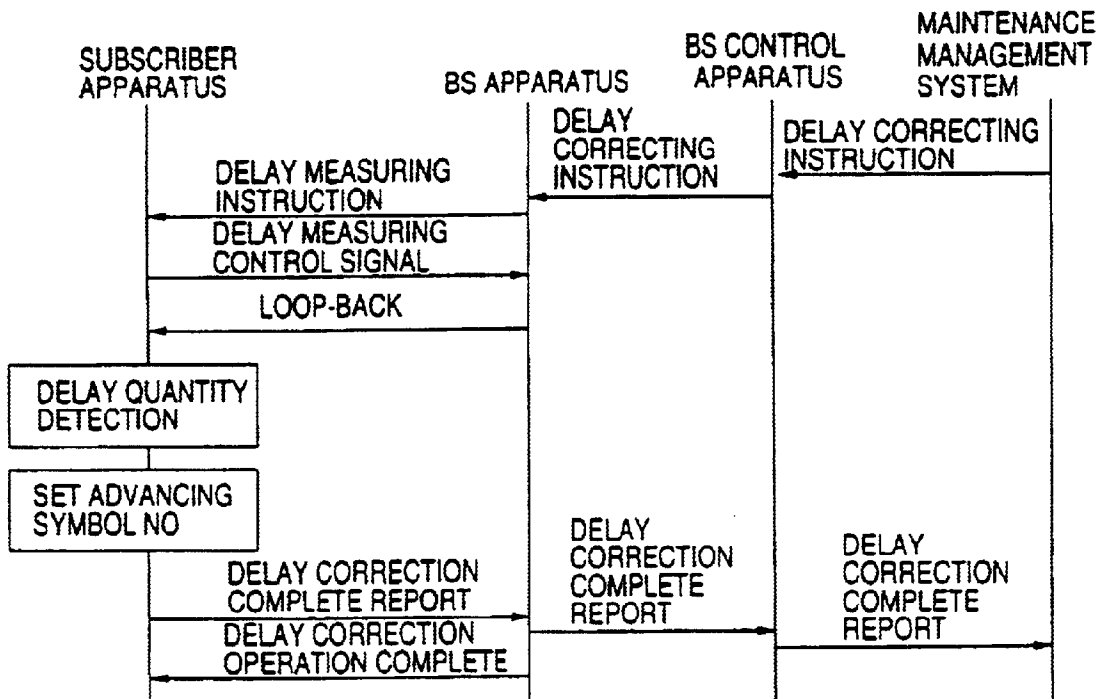 SUBSCRIBER
APPARATUS
BS APPARATUS
BS CONTROL
APPARATUS
MAINTENANCE
MANAGEMENT
SYSTEM
DELAY CORRECTING
INSTRUCTION
DELAY
CORRECTING
INSTRUCTION
DELAY MEASURING
INSTRUCTION
DELAY MEASURING
CONTROL SIGNAL
LOOP-BACK
DELAY QUANTITY
DETECTION
SET ADVANCING
SYMBOL NO
DELAY CORRECTION
COMPLETE REPORT
DELAY
CORRECTION
COMPLETE
REPORT
DELAY
CORRECTION
COMPLETE
REPORT
DELAY CORRECTION
OPERATION COMPLETE